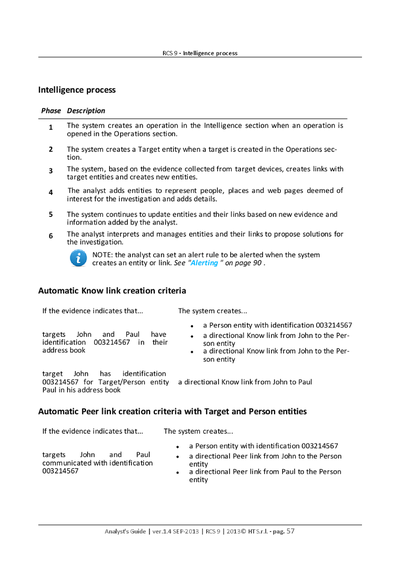 RCS 9 - Intelligence process
Intelligence process
Phase Description
1 The system creates an operation in the Intelligence section when an operation is
opened in the Operations section.
2 The system creates a Target entity when a target is created in the Operations sec-
tion.
3 The system, based on the evidence collected from target devices, creates links with
target entities and creates new entities.
4 The analyst adds entities to represent people, places and web pages deemed of
interest for the investigation and adds details.
5 The system continues to update entities and their links based on new evidence and
information added by the analyst.
6 The analyst interprets and manages entities and their links to propose solutions for
the investigation.
NOTE: the analyst can set an alert rule to be alerted when the system
creates an entity or link. See "Alerting " on page 90 .
Automatic Know link creation criteria
If the evidence indicates that... The system creates...
targets John and Paul have
identification 003214567 in their
address book
• a Person entity with identification 003214567
• a directional Know link from John to the Per-
son entity
• a directional Know link from John to the Per-
son entity
target John has identification
003214567 for Target/Person entity
Paul in his address book
a directional Know link from John to Paul
Automatic Peer link creation criteria with Target and Person entities
If the evidence indicates that... The system creates...
targets John and Paul
communicated with identification
003214567
• a Person entity with identification 003214567
• a directional Peer link from John to the Person
entity
• a directional Peer link from Paul to the Person
entity
Analyst's Guide | ver.1.4 SEP-2013 | RCS 9 | 2013© HT S.r.l. - pag. 57